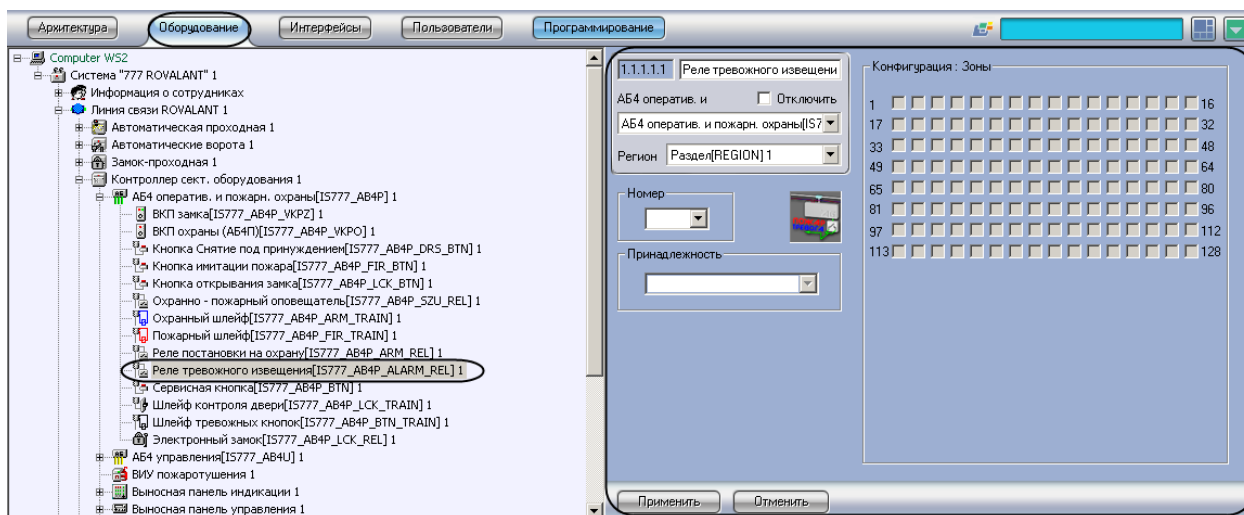 Архитектура Оборудование Интерфейсы Пользователи Программирование
Computer WS2
Система "777 ROVALANT" 1
Информация о сотрудниках
Линия связи ROVALANT 1
Автоматическая проходная 1
Автоматические ворота 1
Замок-проходная 1
Контроллер сект. оборудования 1
АБ4 оператив. и пожарн. охраны[IS777_AB4P] 1
ВКП замка[IS777_AB4P_VKPZ] 1
ВКП охраны (АБ4П)[IS777_AB4P_VKPO] 1
Кнопка Снятие под принуждением[IS777_AB4P_DRS_BTN] 1
Кнопка имитации пожара[IS777_AB4P_FIR_BTN] 1
Кнопка открывания замка[IS777_AB4P_LCK_BTN] 1
Охранно - пожарный оповещатель[IS777_AB4P_SZU_REL] 1
Охранный шлейф[IS777_AB4P_ARM_TRAIN] 1
Пожарный шлейф[IS777_AB4P_FIR_TRAIN] 1
Реле постановки на охрану[IS777_AB4P_ARM_REL] 1
Реле тревожного извещения[IS777_AB4P_ALARM_REL] 1
Сервисная кнопка[IS777_AB4P_BTN] 1
Шлейф контроля двери[IS777_AB4P_LCK_TRAIN] 1
Шлейф тревожных кнопок[IS777_AB4P_BTN_TRAIN] 1
Электронный замок[IS777_AB4P_LCK_REL] 1
АБ4 управления[IS777_AB4U] 1
ВИУ пожаротушения 1
Выносная панель индикации 1
Выносная панель управления 1
1.1.1.1.1 Реле тревожного извещени
АБ4 оператив. и Отключить
АБ4 оператив. и пожарн. охраны[IS7
Регион Раздел[REGION] 1
Номер
ТРЕВОГА
Принадлежность
Конфигурация : Зоны
1 16
17 32
33 48
49 64
65 80
81 96
97 112
113 128
Применить Отменить